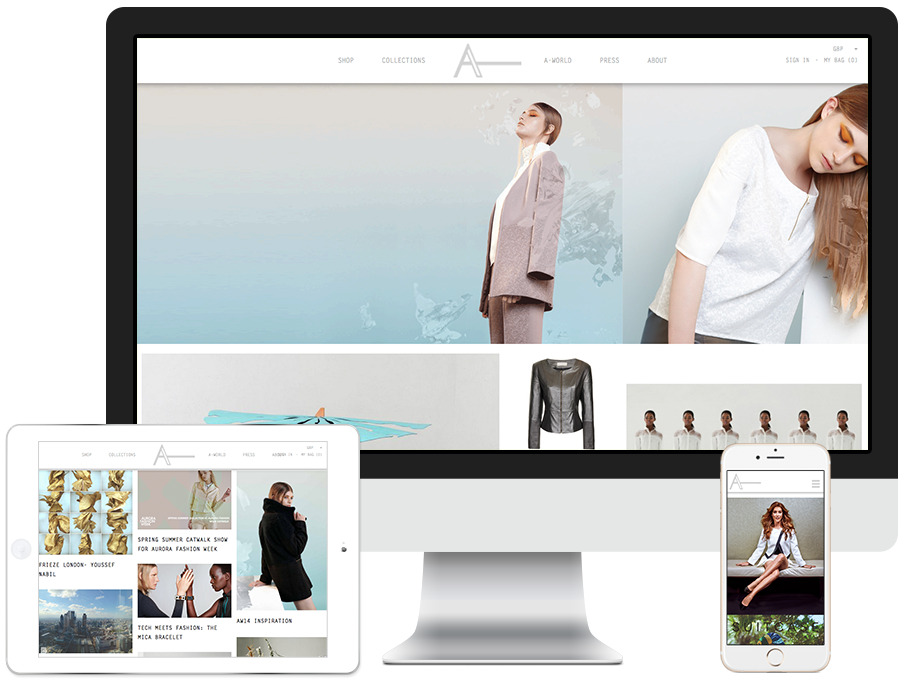 SHOP COLLECTIONS A A-WORLD PRESS ABOUT
GBP
SIGN IN - MY BAG (0)
SHOP COLLECTIONS A A-WORLD PRESS
GBP
MY BAG (0)
SPRING SUMMER CATWALK SHOW
FOR AURORA FASHION WEEK
FRIEZE LONDON- YOUSSEF
NABIL
TECH MEETS FASHION: THE
MICA BRACELET
AW14 INSPIRATION
A